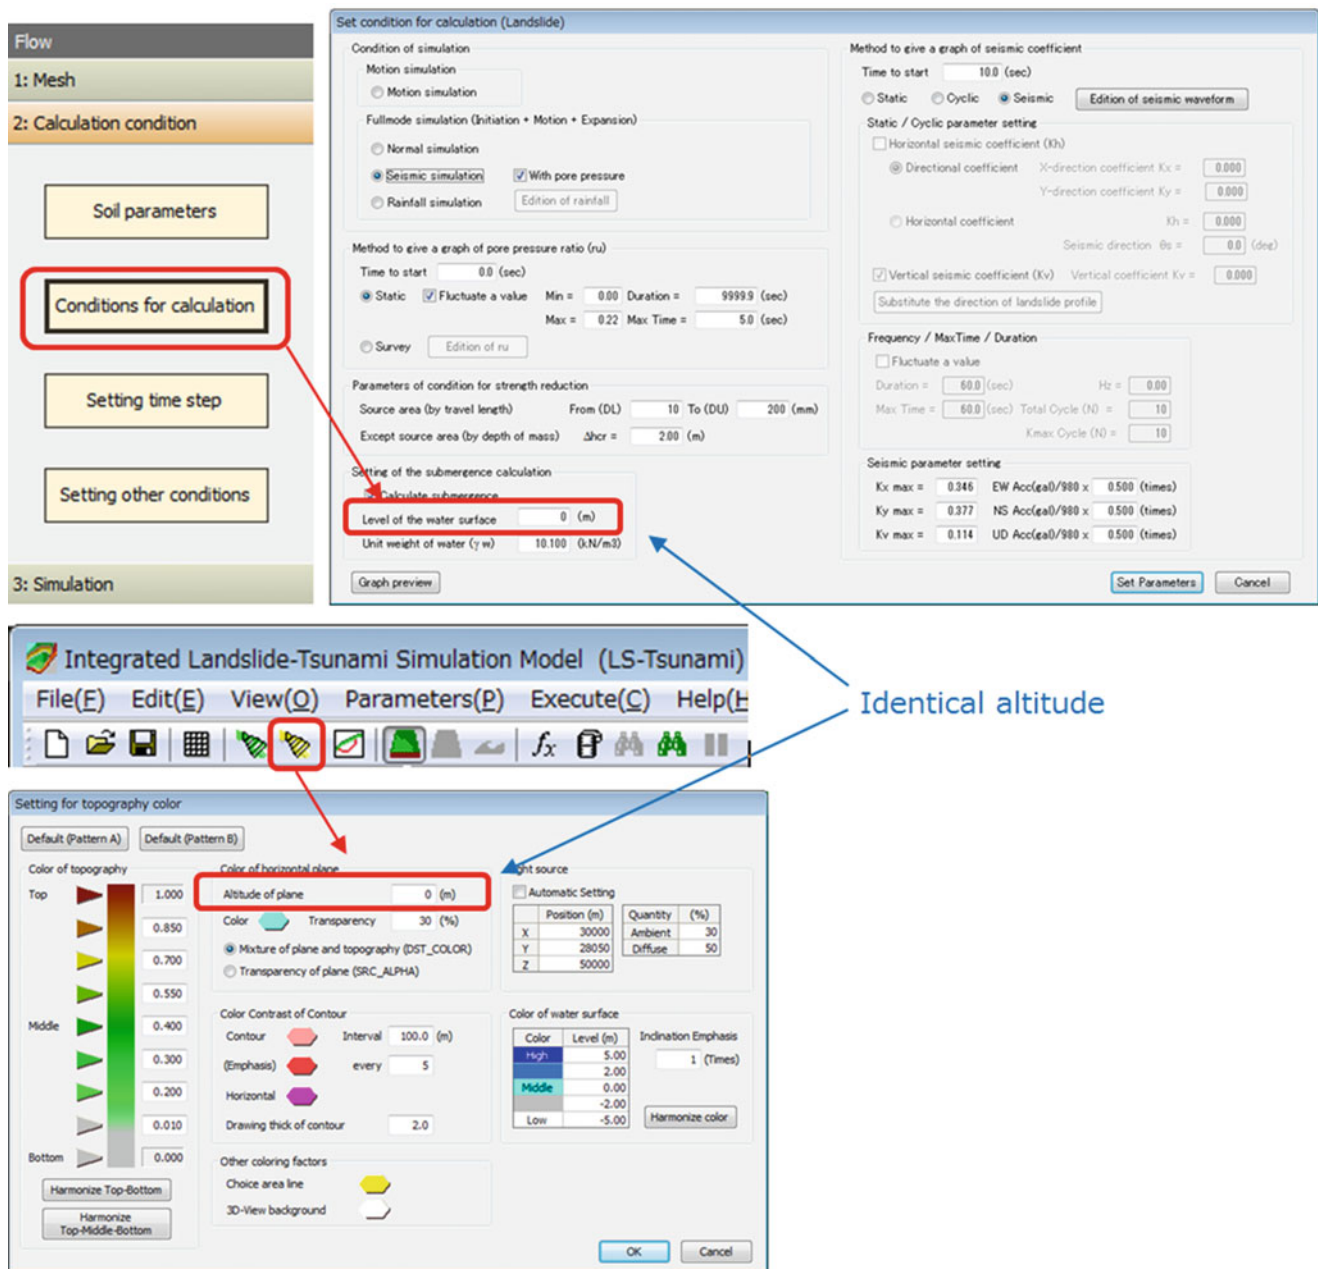 Flow
1: Mesh
2: Calculation condition
Soil parameters
Conditions for calculation
Setting time step
Setting other conditions
3: Simulation
Set condition for calculation (Landslide)
Condition of simulation
Motion simulation
Motion simulation
Fullmode simulation (Initiation + Motion + Expansion)
Normal simulation
Seismic simulation With pore pressure
Rainfall simulation Edition of rainfall
Method to give a graph of pore pressure ratio (ru)
Time to start 0.0 (sec)
Static Fluctuate a value Min = 0.00 Duration = 9999.9 (sec)
Max = 0.22 Max Time = 5.0 (sec)
Survey Edition of ru
Parameters of condition for strength reduction
Source area (by travel length) From (DL) 10 To (DU) 200 (mm)
Except source area (by depth of mass) Δhcr = 2.00 (m)
Setting of the submergence calculation
Calculate submergence
Level of the water surface 0 (m)
Unit weight of water (γ w) 10.100 (kN/m3)
Graph preview
Method to give a graph of seismic coefficient
Time to start 10.0 (sec)
Static Cyclic Seismic Edition of seismic waveform
Static / Cyclic parameter setting
Horizontal seismic coefficient (Kh)
Directional coefficient X-direction coefficient Kx = 0.000
Y-direction coefficient Ky = 0.000
Horizontal coefficient Kh = 0.000
Seismic direction θs = 0.0 (deg)
Vertical seismic coefficient (Kv) Vertical coefficient Kv = 0.000
Substitute the direction of landslide profile
Frequency / MaxTime / Duration
Fluctuate a value
Duration = 60.0 (sec) Hz = 0.00
Max Time = 60.0 (sec) Total Cycle (N) = 10
Kmax Cycle (N) = 10
Seismic parameter setting
Kx max = 0.346 EW Acc(gal)/980 x 0.500 (times)
Ky max = 0.377 NS Acc(gal)/980 x 0.500 (times)
Kv max = 0.114 UD Acc(gal)/980 x 0.500 (times)
Set Parameters Cancel
Integrated Landslide-Tsunami Simulation Model (LS-Tsunami)
File(F) Edit(E) View(O) Parameters(P) Execute(C) Help(H
fx
Identical altitude
Setting for topography color
Default (Pattern A) Default (Pattern B)
Color of topography
Top 1.000
0.850
0.700
0.550
Middle 0.400
0.300
0.200
0.010
Bottom 0.000
Harmonize Top-Bottom
Harmonize
Top-Middle-Bottom
Color of horizontal plane
Altitude of plane 0 (m)
Color Transparency 30 (%)
Mixture of plane and topography (DST_COLOR)
Transparency of plane (SRC_ALPHA)
Color Contrast of Contour
Contour Interval 100.0 (m)
(Emphasis) every 5
Horizontal
Drawing thick of contour 2.0
Other coloring factors
Choice area line
3D-View background
ght source
Automatic Setting
Position (m) Quantity (%)
X 30000 Ambient 30
Y 28050 Diffuse 50
Z 50000
Color of water surface
Color Level (m) Inclination Emphasis
High 5.00 1 (Times)
2.00
Middle 0.00
-2.00
Low -5.00 Harmonize color
OK Cancel